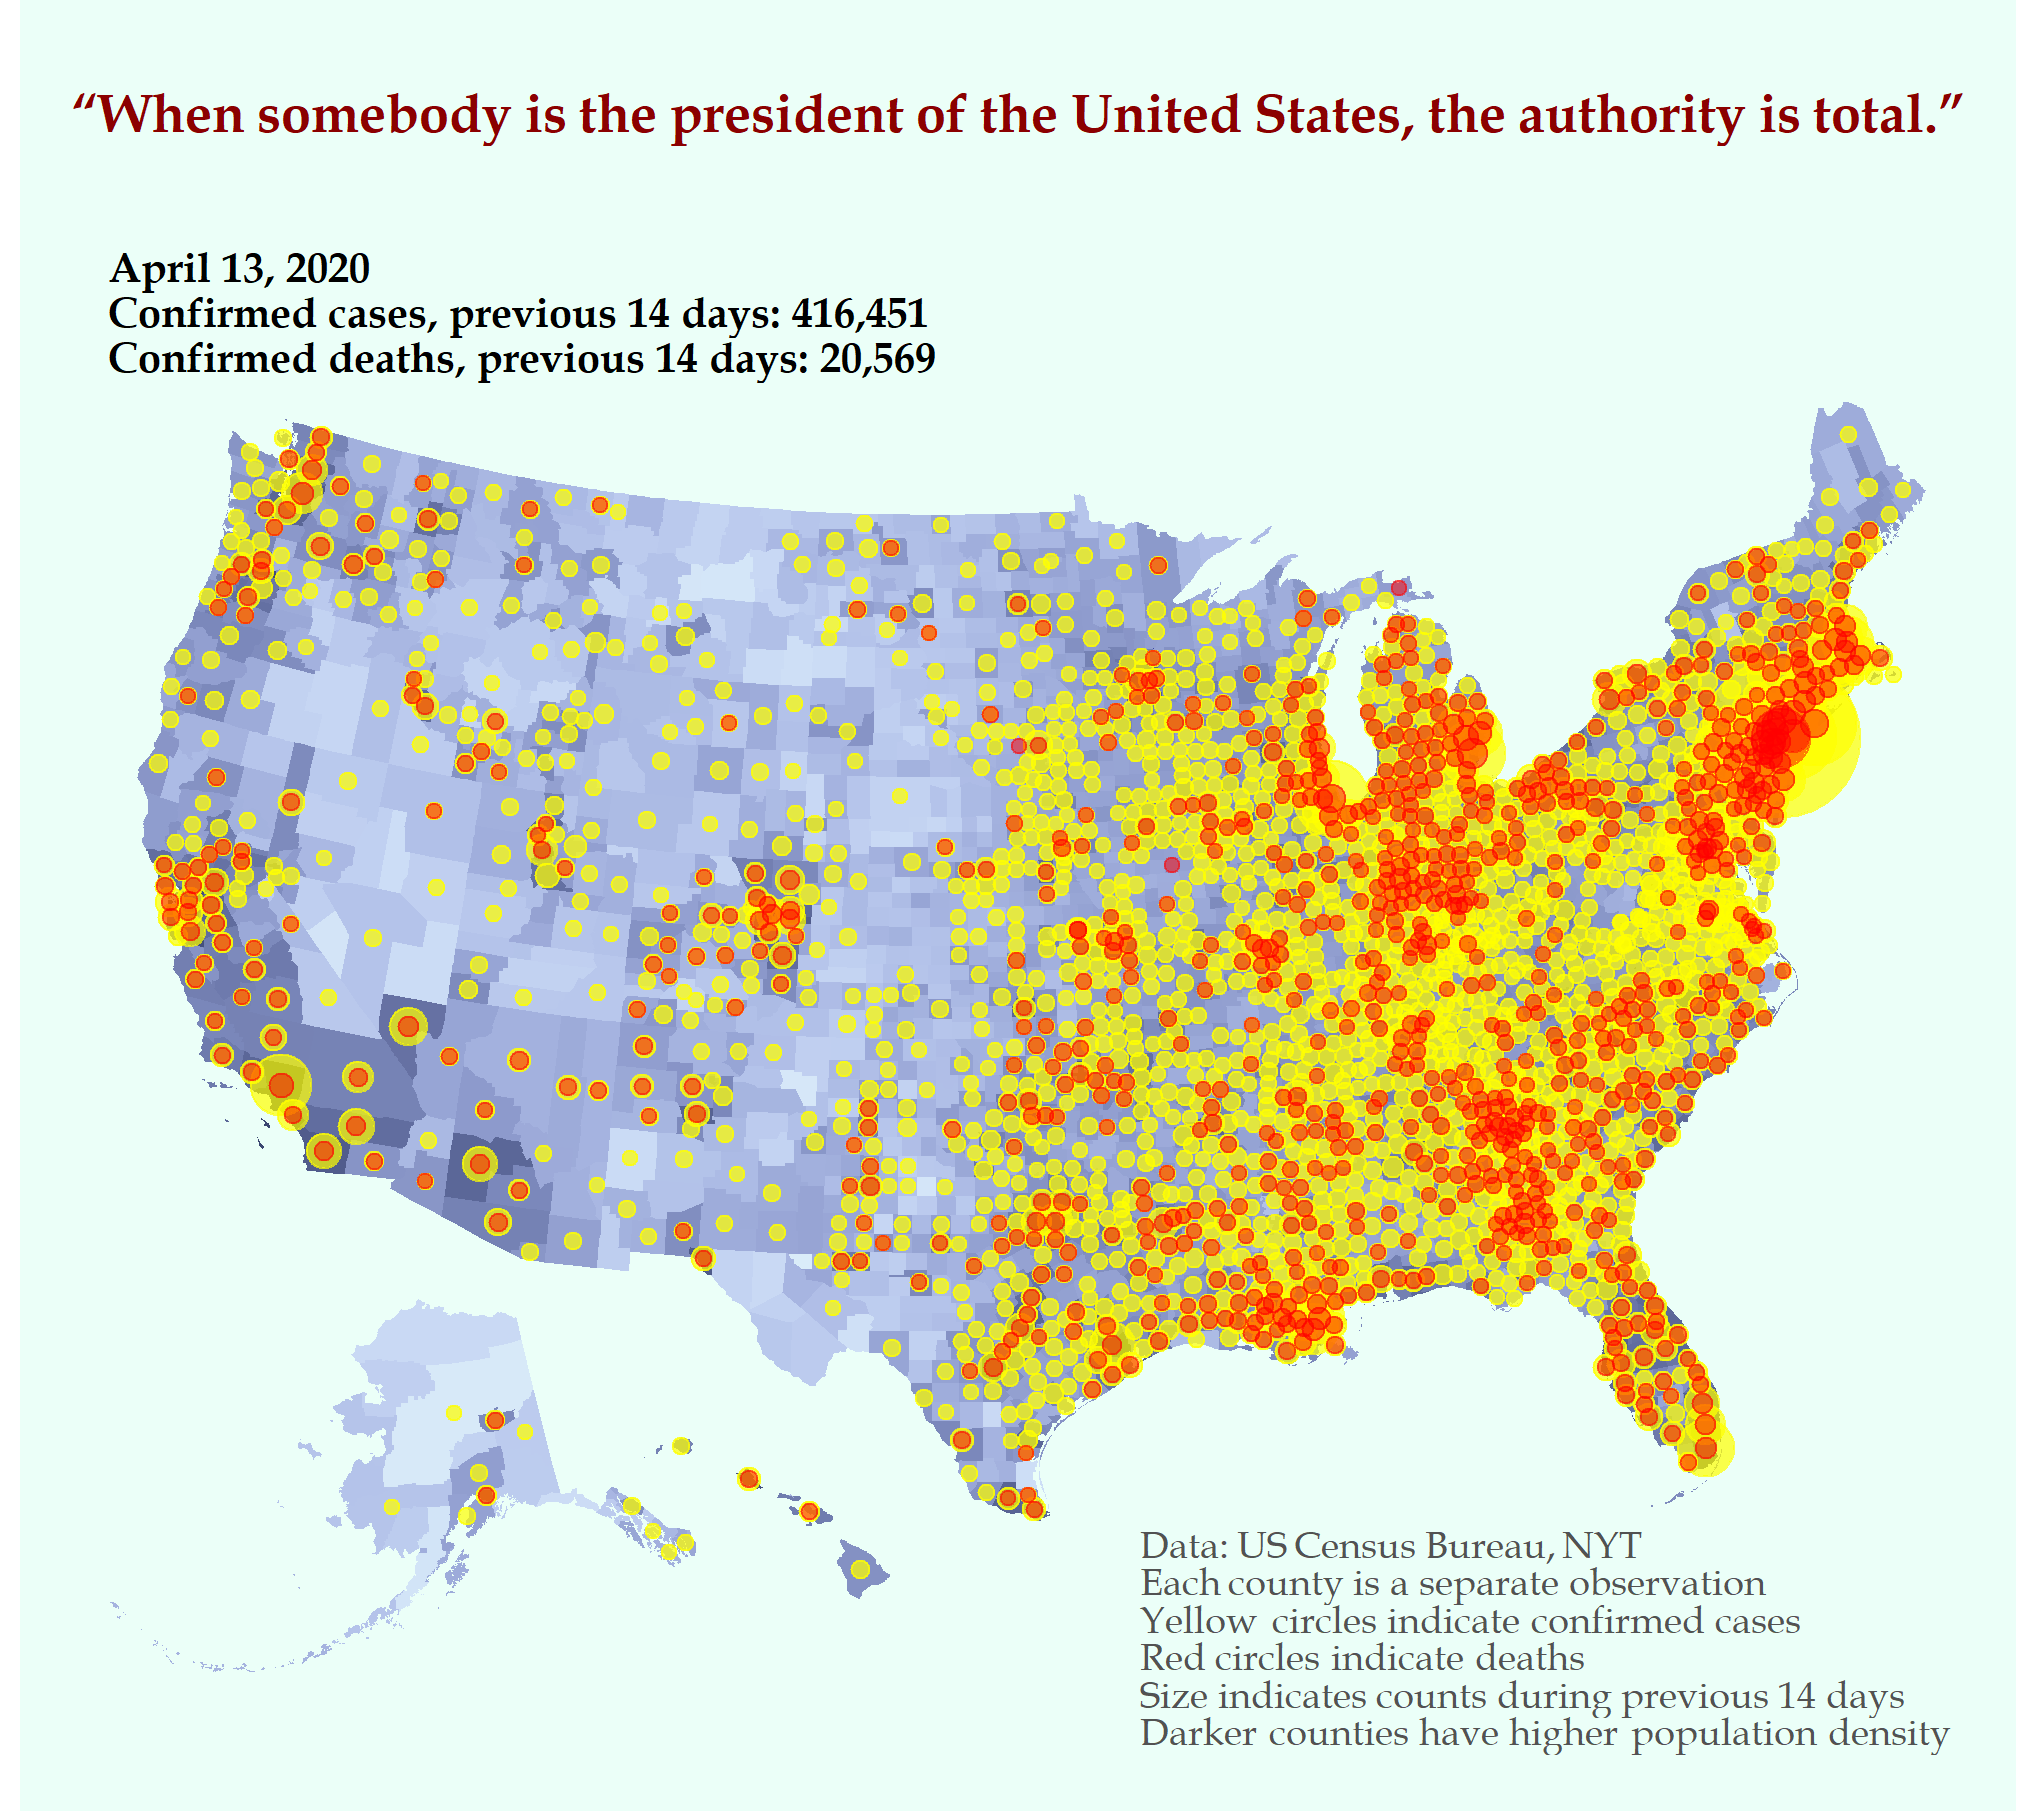 “When somebody is the president of the United States, the authority is total.”
April 13, 2020
Confirmed cases, previous 14 days: 416,451
Confirmed deaths, previous 14 days: 20,569
Data: US Census Bureau, NYT
Each county is a separate observation
Yellow circles indicate confirmed cases
Red circles indicate deaths
Size indicates counts during previous 14 days
Darker counties have higher population density